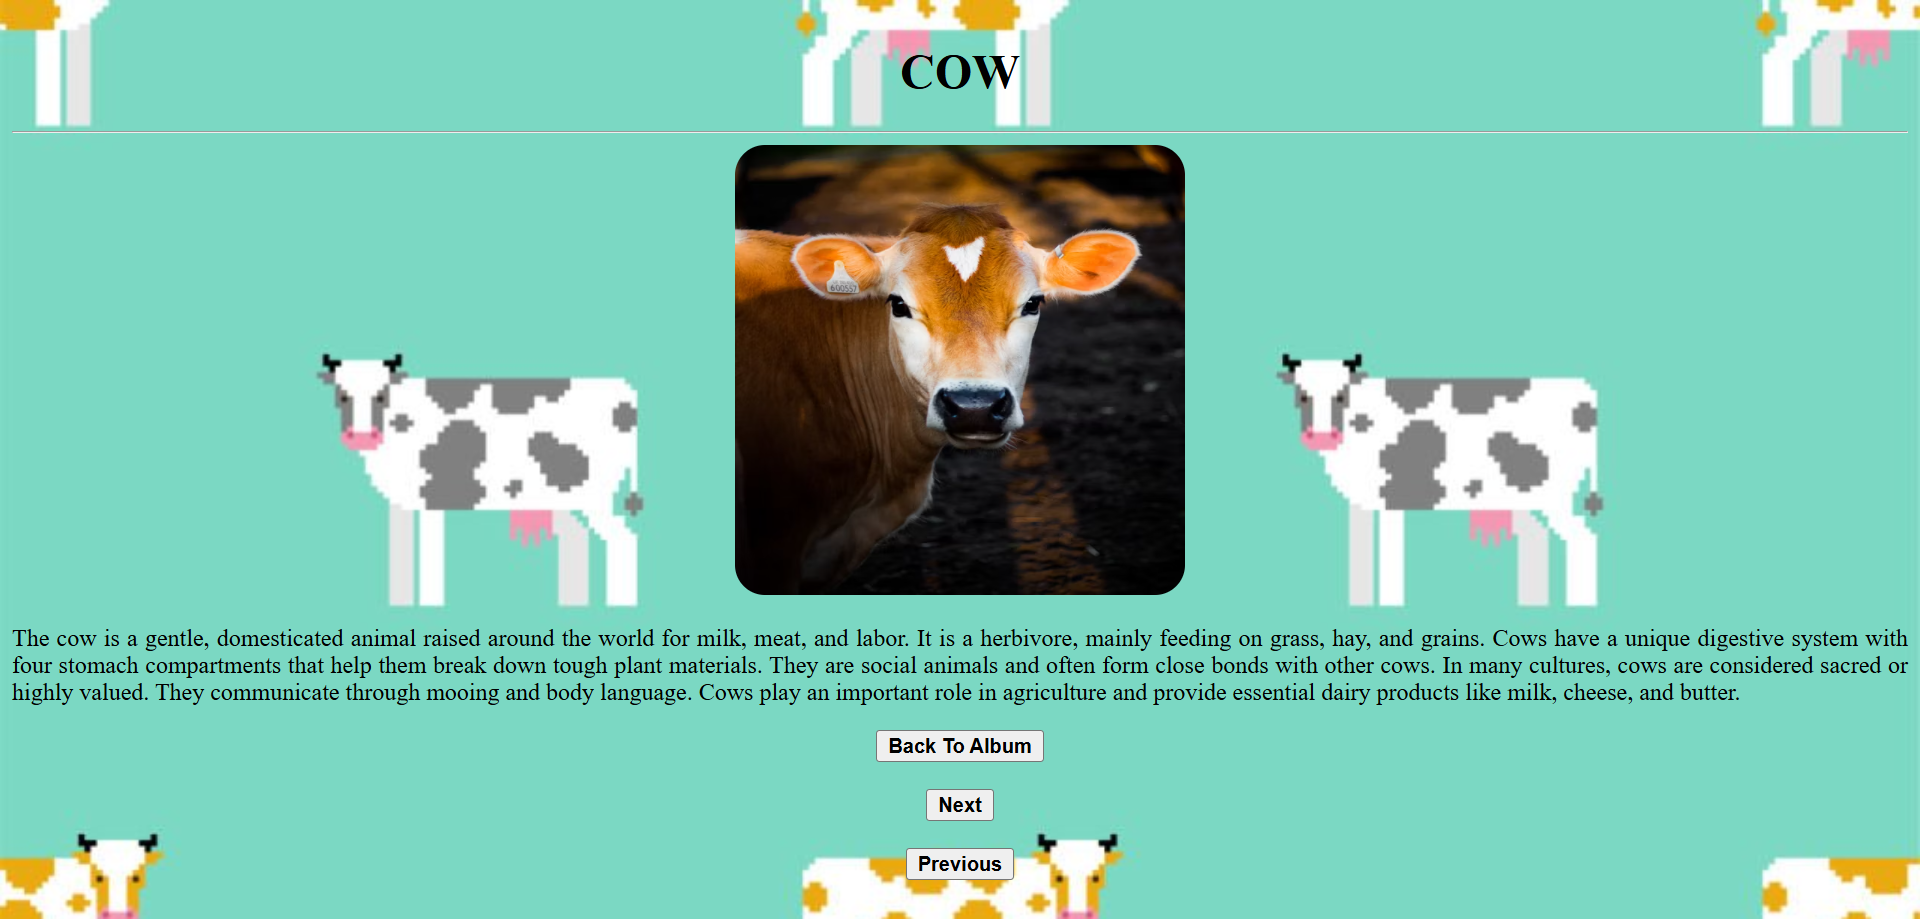 COW
600557
The cow is a gentle, domesticated animal raised around the world for milk, meat, and labor. It is a herbivore, mainly feeding on grass, hay, and grains. Cows have a unique digestive system with
four stomach compartments that help them break down tough plant materials. They are social animals and often form close bonds with other cows. In many cultures, cows are considered sacred or
highly valued. They communicate through mooing and body language. Cows play an important role in agriculture and provide essential dairy products like milk, cheese, and butter.
Back To Album
Next
Previous